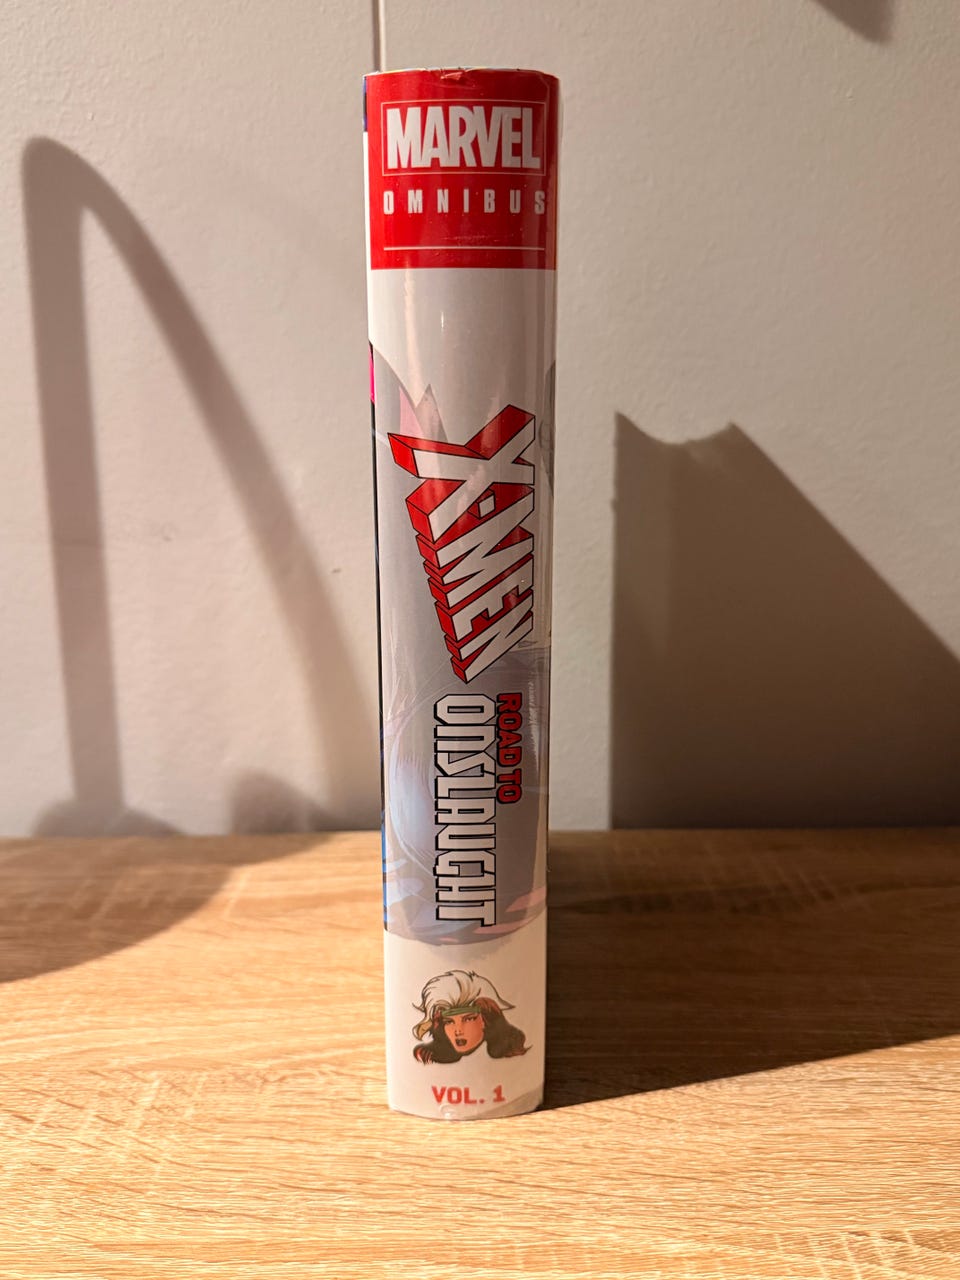 MARVEL
OMNIBUS
X-MEN
ROAD TO
ONSLAUGHT
VOL. 1